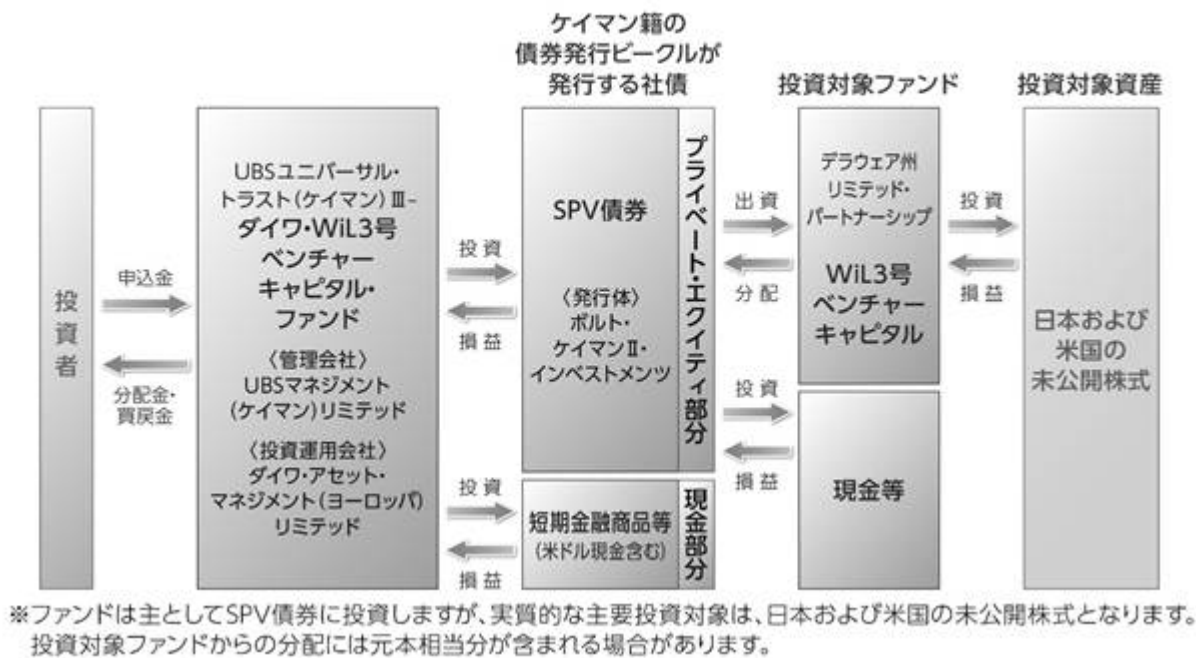 ケイマン籍の
債券発行ビークルが
発行する社債
投資対象ファンド
投資対象資産
投資者
申込金
分配金・
買戻金
UBSユニバーサル・
トラスト(ケイマン)Ⅲ-
ダイワ・WiL3号
ベンチャー
キャピタル・
ファンド
〈管理会社〉
UBSマネジメント
(ケイマン)リミテッド
〈投資運用会社〉
ダイワ・アセット・
マネジメント(ヨーロッパ)
リミテッド
投資
損益
投資
損益
SPV債券
〈発行体〉
ボルト・
ケイマンⅡ・
インベストメンツ
プライベート・エクイティ部分
短期金融商品等
(米ドル現金含む)
現金部分
出資
分配
投資
損益
デラウェア州
リミテッド・
パートナーシップ
WiL3号
ベンチャー
キャピタル
現金等
投資
損益
日本および
米国の
未公開株式
※ファンドは主としてSPV債券に投資しますが、実質的な主要投資対象は、日本および米国の未公開株式となります。
投資対象ファンドからの分配には元本相当分が含まれる場合があります。